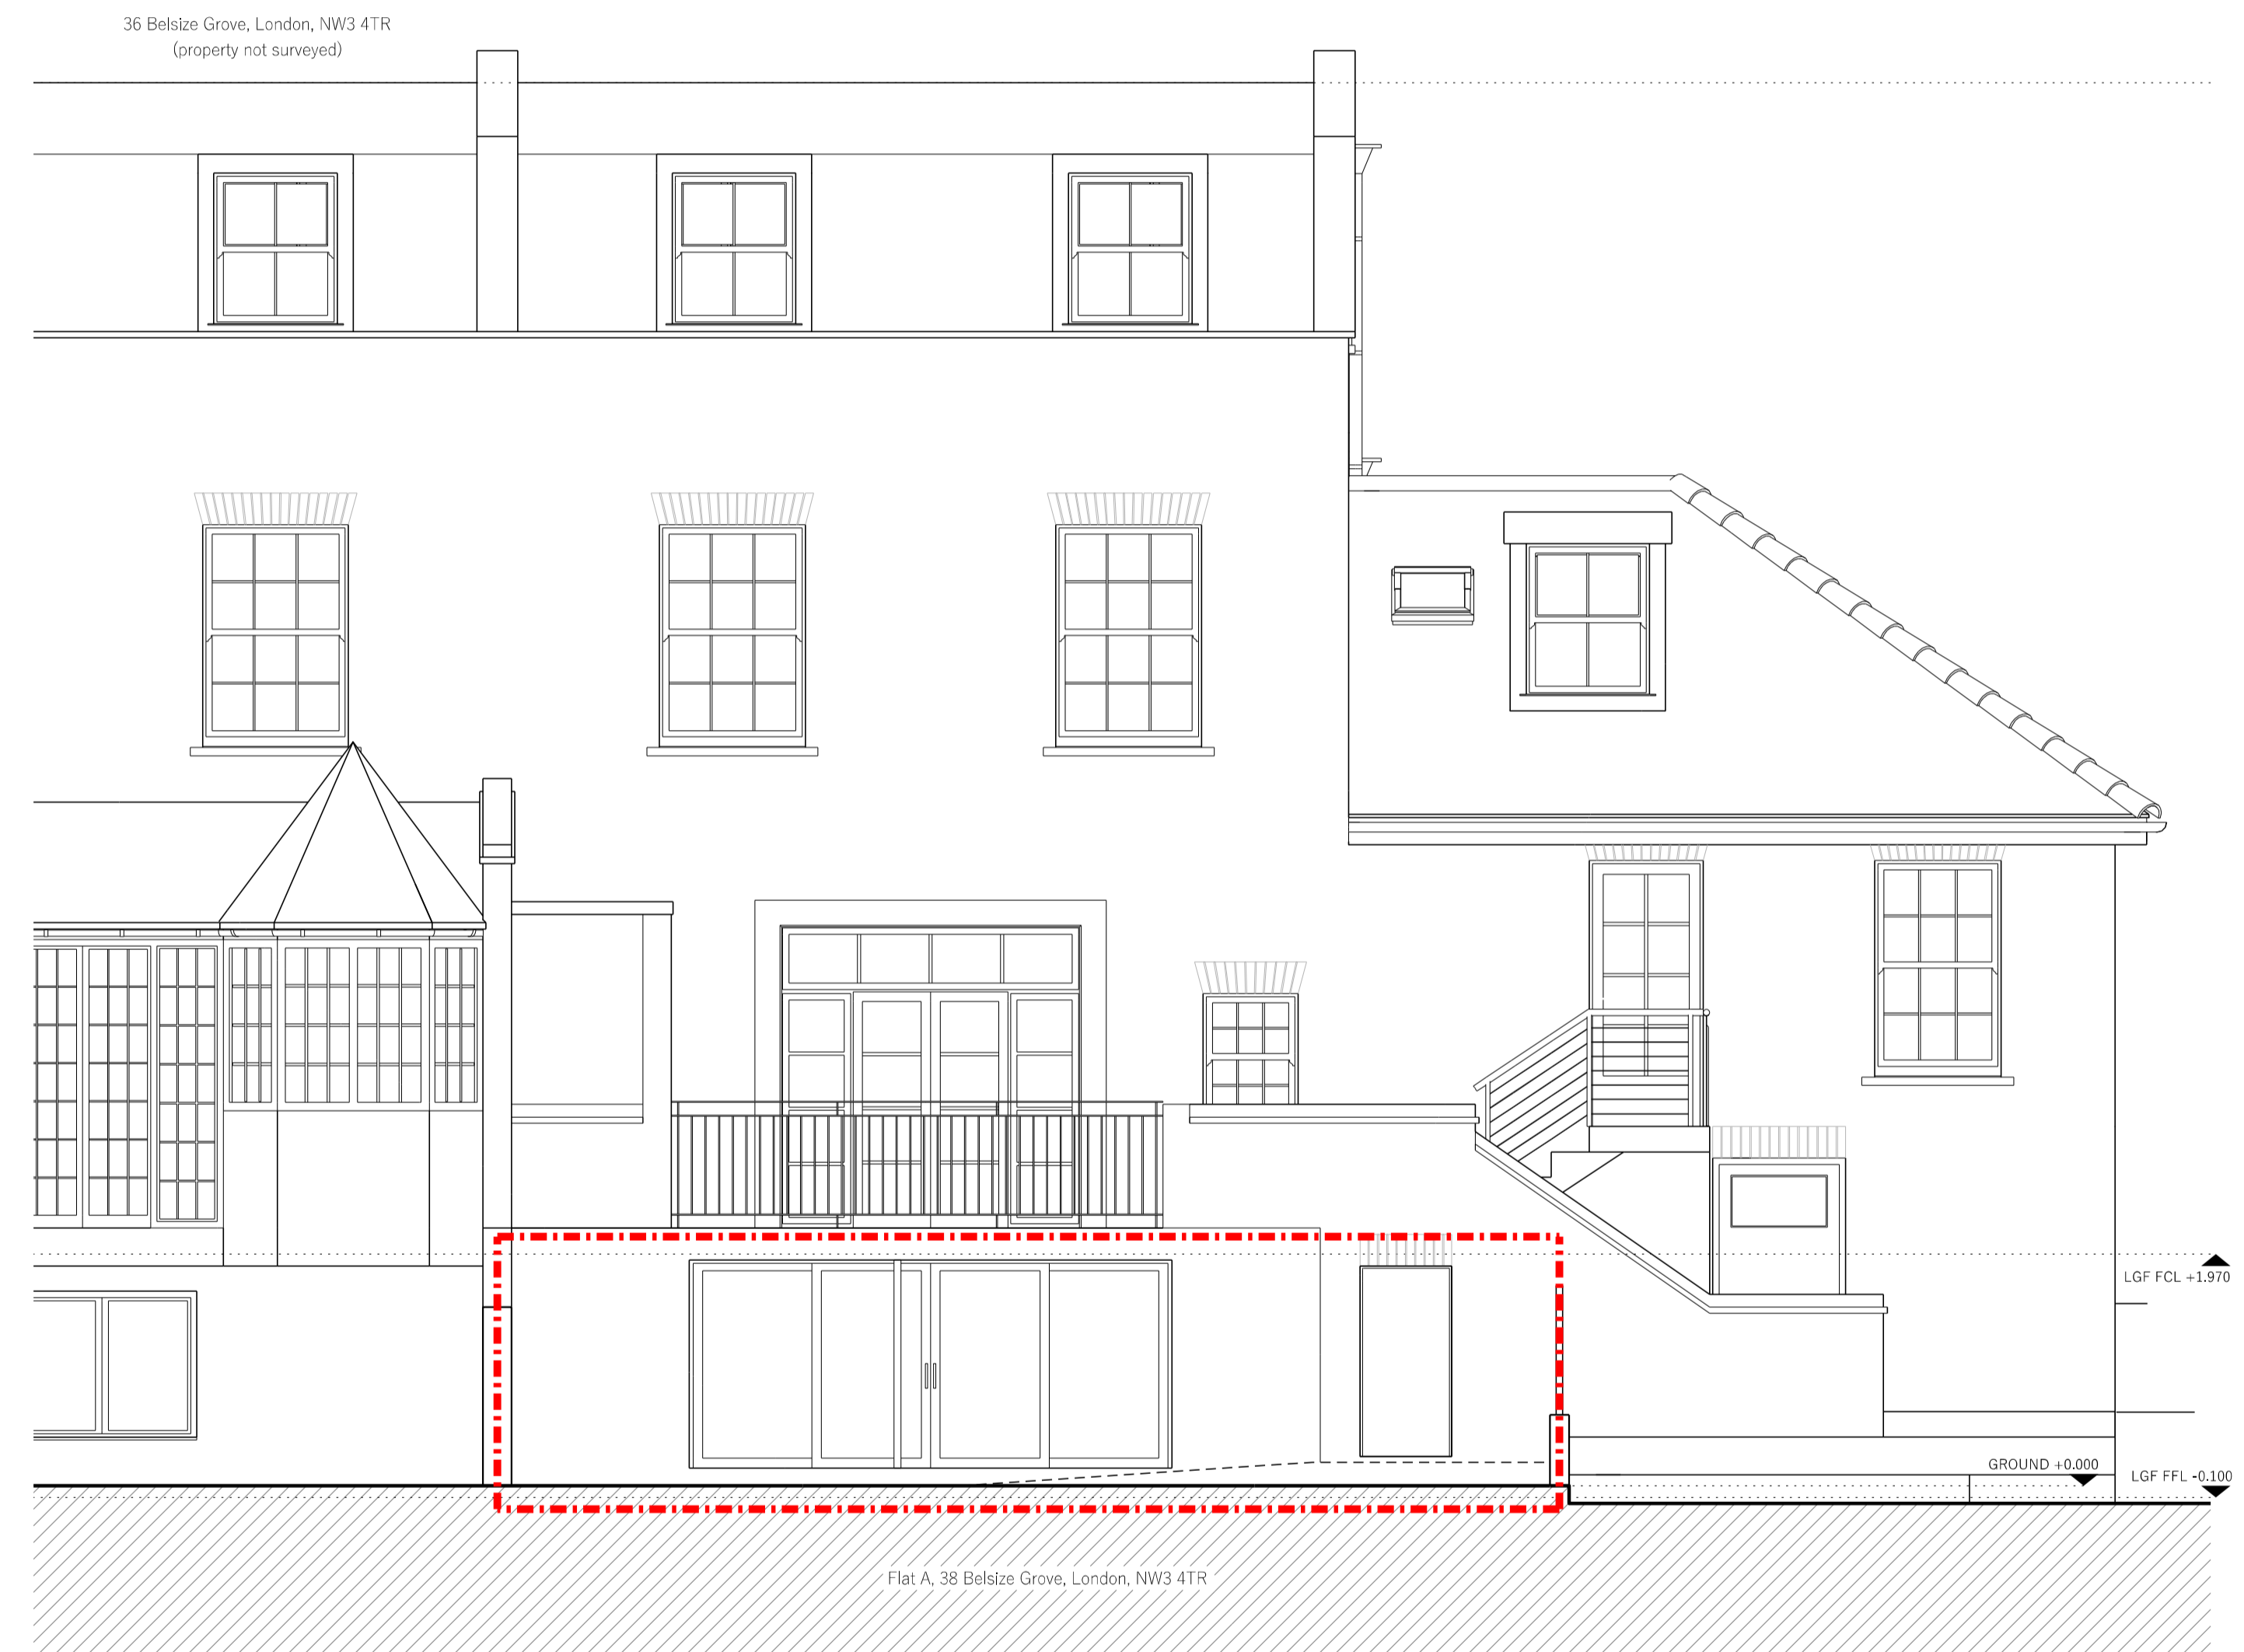 36 Belsize Grove, London, NW3 4TR
(property not surveyed)
LGF FCL +1.970
GROUND +0.000
LGF FFL -0.100
Flat A, 38 Belsize Grove, London, NW3 4TR